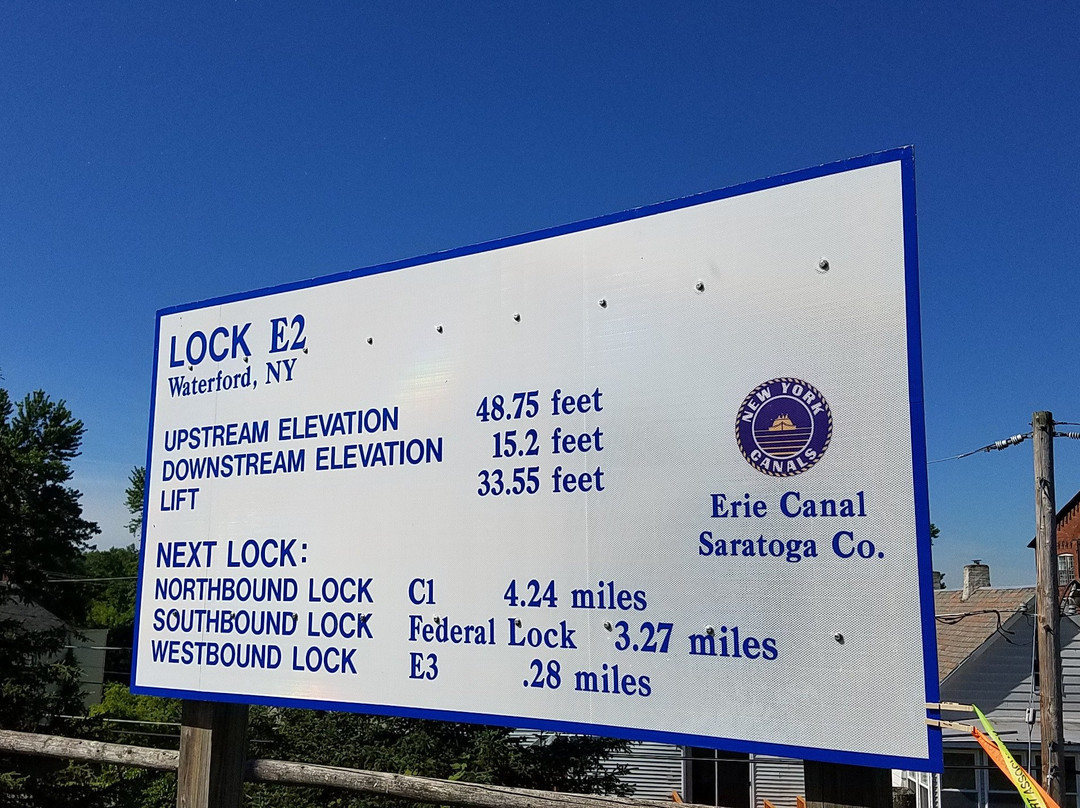 LOCK E2
Waterford, NY
UPSTREAM ELEVATION 48.75 feet
DOWNSTREAM ELEVATION 15.2 feet
LIFT 33.55 feet
NEW YORK
CANALS
Erie Canal
Saratoga Co.
NEXT LOCK:
NORTHBOUND LOCK C1 4.24 miles
SOUTHBOUND LOCK Federal Lock 3.27 miles
WESTBOUND LOCK E3 .28 miles